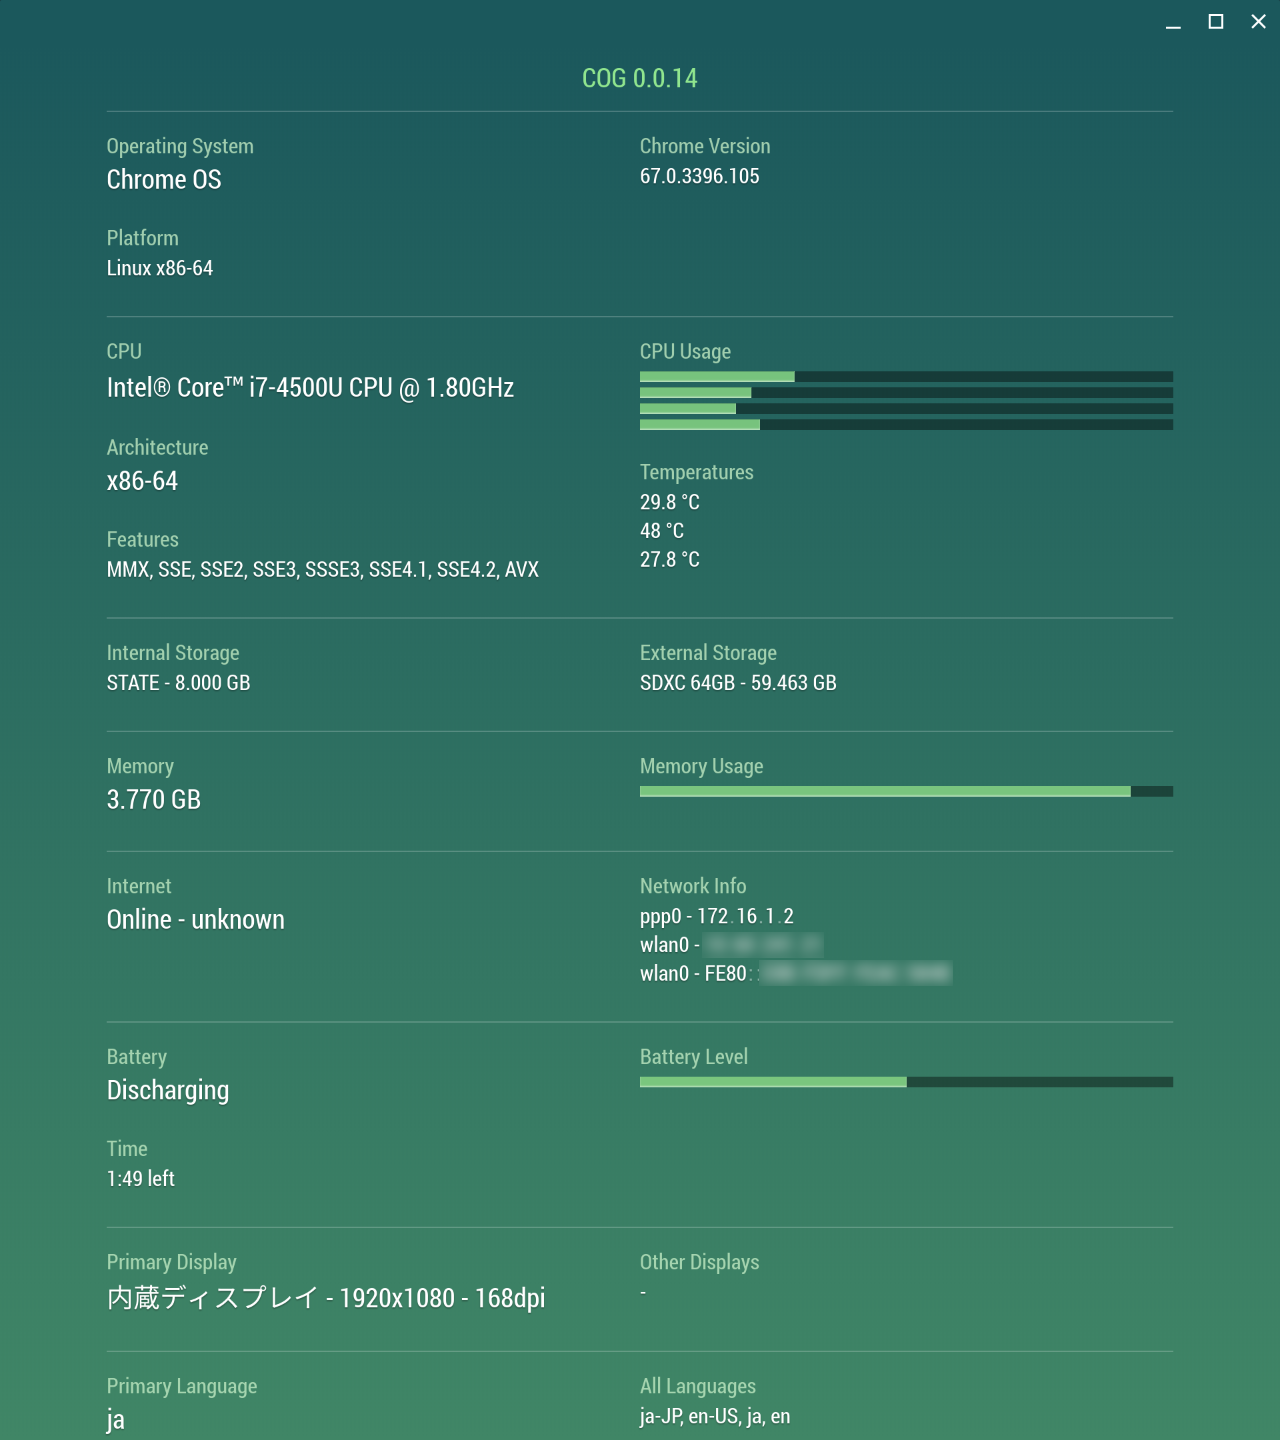 COG 0.0.14
Operating System
Chrome OS
Chrome Version
67.0.3396.105
Platform
Linux x86-64
CPU
Intel® Core™ i7-4500U CPU @ 1.80GHz
CPU Usage
Architecture
x86-64
Temperatures
29.8 °C
48 °C
27.8 °C
Features
MMX, SSE, SSE2, SSE3, SSSE3, SSE4.1, SSE4.2, AVX
Internal Storage
STATE - 8.000 GB
External Storage
SDXC 64GB - 59.463 GB
Memory
3.770 GB
Memory Usage
Internet
Online - unknown
Network Info
ppp0 - 172.16.1.2
wlan0 -
wlan0 - FE80::
Battery
Discharging
Battery Level
Time
1:49 left
Primary Display
内蔵ディスプレイ - 1920x1080 - 168dpi
Other Displays
-
Primary Language
ja
All Languages
ja-JP, en-US, ja, en